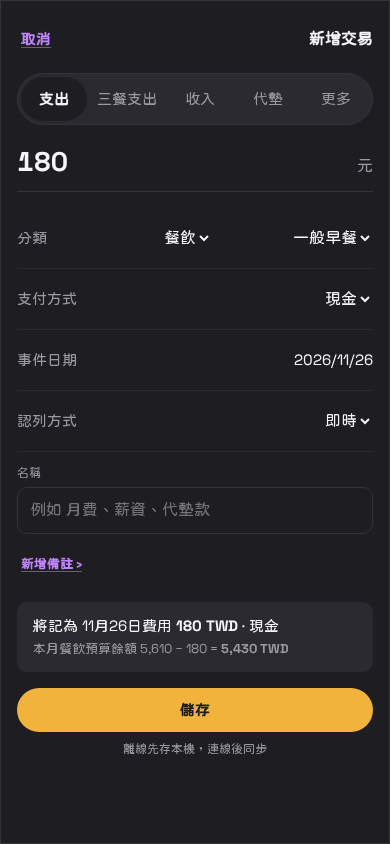 取消 新增交易
支出 三餐支出 收入 代墊 更多
180 元
分類 餐飲 一般早餐
支付方式 現金
事件日期 2026/11/26
認列方式 即時
名稱
例如 月費、薪資、代墊款
新增備註 >
將記為 11月26日費用 180 TWD · 現金
本月餐飲預算餘額 5,610 − 180 = 5,430 TWD
儲存
離線先存本機，連線後同步